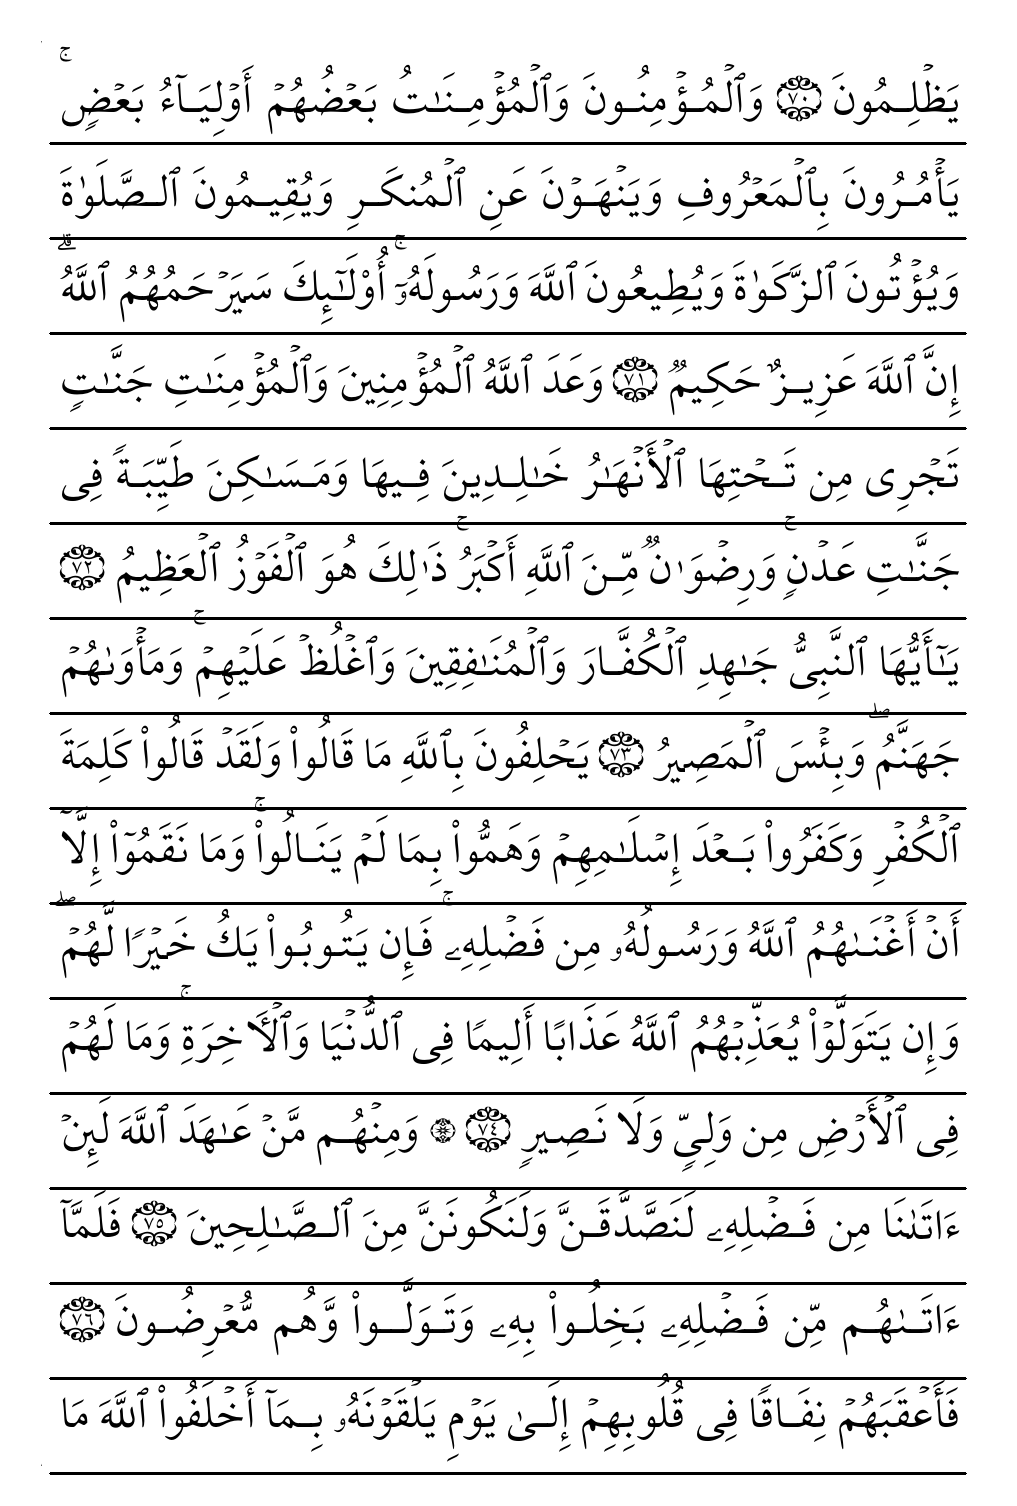 يَظۡلِمُونَ ٧٠ وَٱلۡمُؤۡمِنُونَ وَٱلۡمُؤۡمِنَٰتُ بَعۡضُهُمۡ أَوۡلِيَآءُ بَعۡضٖۚ
يَأۡمُرُونَ بِٱلۡمَعۡرُوفِ وَيَنۡهَوۡنَ عَنِ ٱلۡمُنكَرِ وَيُقِيمُونَ ٱلصَّلَوٰةَ
وَيُؤۡتُونَ ٱلزَّكَوٰةَ وَيُطِيعُونَ ٱللَّهَ وَرَسُولَهُۥٓۚ أُوْلَٰٓئِكَ سَيَرۡحَمُهُمُ ٱللَّهُۗ
إِنَّ ٱللَّهَ عَزِيزٌ حَكِيمٞ ٧١ وَعَدَ ٱللَّهُ ٱلۡمُؤۡمِنِينَ وَٱلۡمُؤۡمِنَٰتِ جَنَّٰتٖ
تَجۡرِي مِن تَحۡتِهَا ٱلۡأَنۡهَٰرُ خَٰلِدِينَ فِيهَا وَمَسَٰكِنَ طَيِّبَةٗ فِي
جَنَّٰتِ عَدۡنٖۚ وَرِضۡوَٰنٞ مِّنَ ٱللَّهِ أَكۡبَرُۚ ذَٰلِكَ هُوَ ٱلۡفَوۡزُ ٱلۡعَظِيمُ ٧٢
يَٰٓأَيُّهَا ٱلنَّبِيُّ جَٰهِدِ ٱلۡكُفَّارَ وَٱلۡمُنَٰفِقِينَ وَٱغۡلُظۡ عَلَيۡهِمۡۚ وَمَأۡوَىٰهُمۡ
جَهَنَّمُۖ وَبِئۡسَ ٱلۡمَصِيرُ ٧٣ يَحۡلِفُونَ بِٱللَّهِ مَا قَالُواْ وَلَقَدۡ قَالُواْ كَلِمَةَ
ٱلۡكُفۡرِ وَكَفَرُواْ بَعۡدَ إِسۡلَٰمِهِمۡ وَهَمُّواْ بِمَا لَمۡ يَنَالُواْۚ وَمَا نَقَمُوٓاْ إِلَّآ
أَنۡ أَغۡنَىٰهُمُ ٱللَّهُ وَرَسُولُهُۥ مِن فَضۡلِهِۦۚ فَإِن يَتُوبُواْ يَكُ خَيۡرٗا لَّهُمۡۖ
وَإِن يَتَوَلَّوۡاْ يُعَذِّبۡهُمُ ٱللَّهُ عَذَابًا أَلِيمٗا فِي ٱلدُّنۡيَا وَٱلۡأٓخِرَةِۚ وَمَا لَهُمۡ
فِي ٱلۡأَرۡضِ مِن وَلِيّٖ وَلَا نَصِيرٖ ٧٤ ۞ وَمِنۡهُم مَّنۡ عَٰهَدَ ٱللَّهَ لَئِنۡ
ءَاتَىٰنَا مِن فَضۡلِهِۦ لَنَصَّدَّقَنَّ وَلَنَكُونَنَّ مِنَ ٱلصَّٰلِحِينَ ٧٥ فَلَمَّآ
ءَاتَىٰهُم مِّن فَضۡلِهِۦ بَخِلُواْ بِهِۦ وَتَوَلَّواْ وَّهُم مُّعۡرِضُونَ ٧٦
فَأَعۡقَبَهُمۡ نِفَاقٗا فِي قُلُوبِهِمۡ إِلَىٰ يَوۡمِ يَلۡقَوۡنَهُۥ بِمَآ أَخۡلَفُواْ ٱللَّهَ مَا